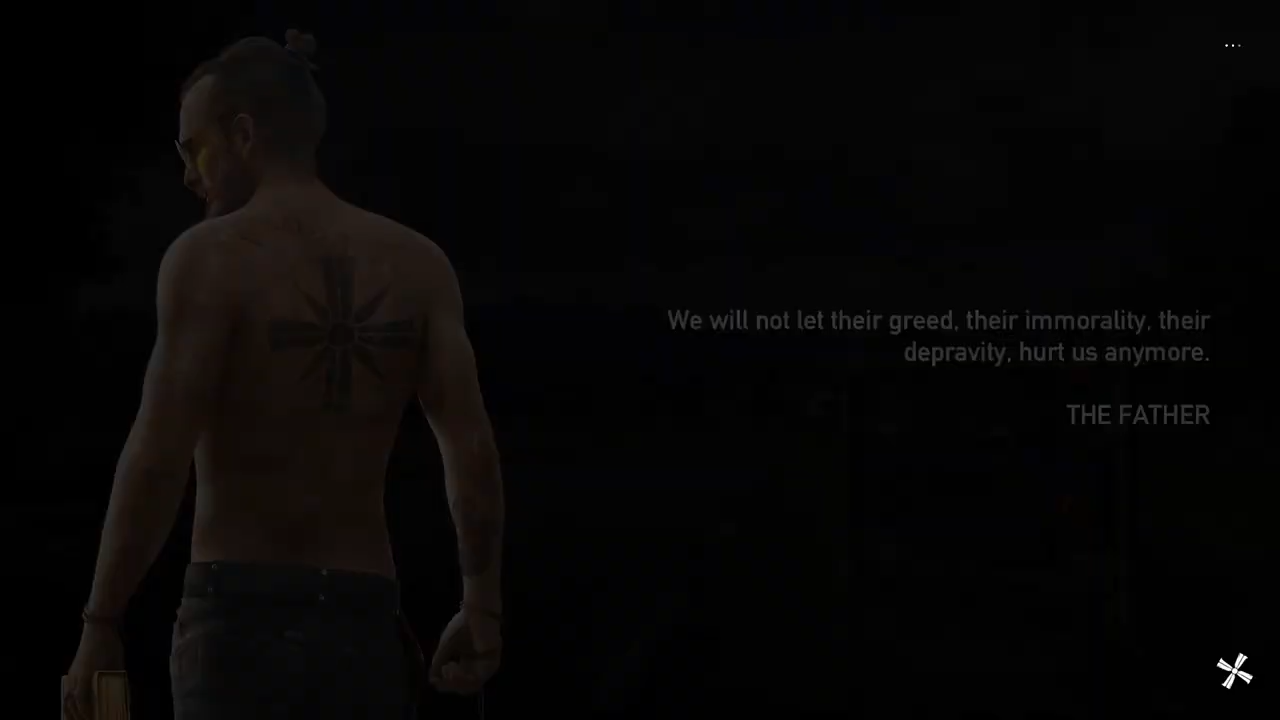 We will not let their greed, their immorality, their
depravity, hurt us anymore.
THE FATHER